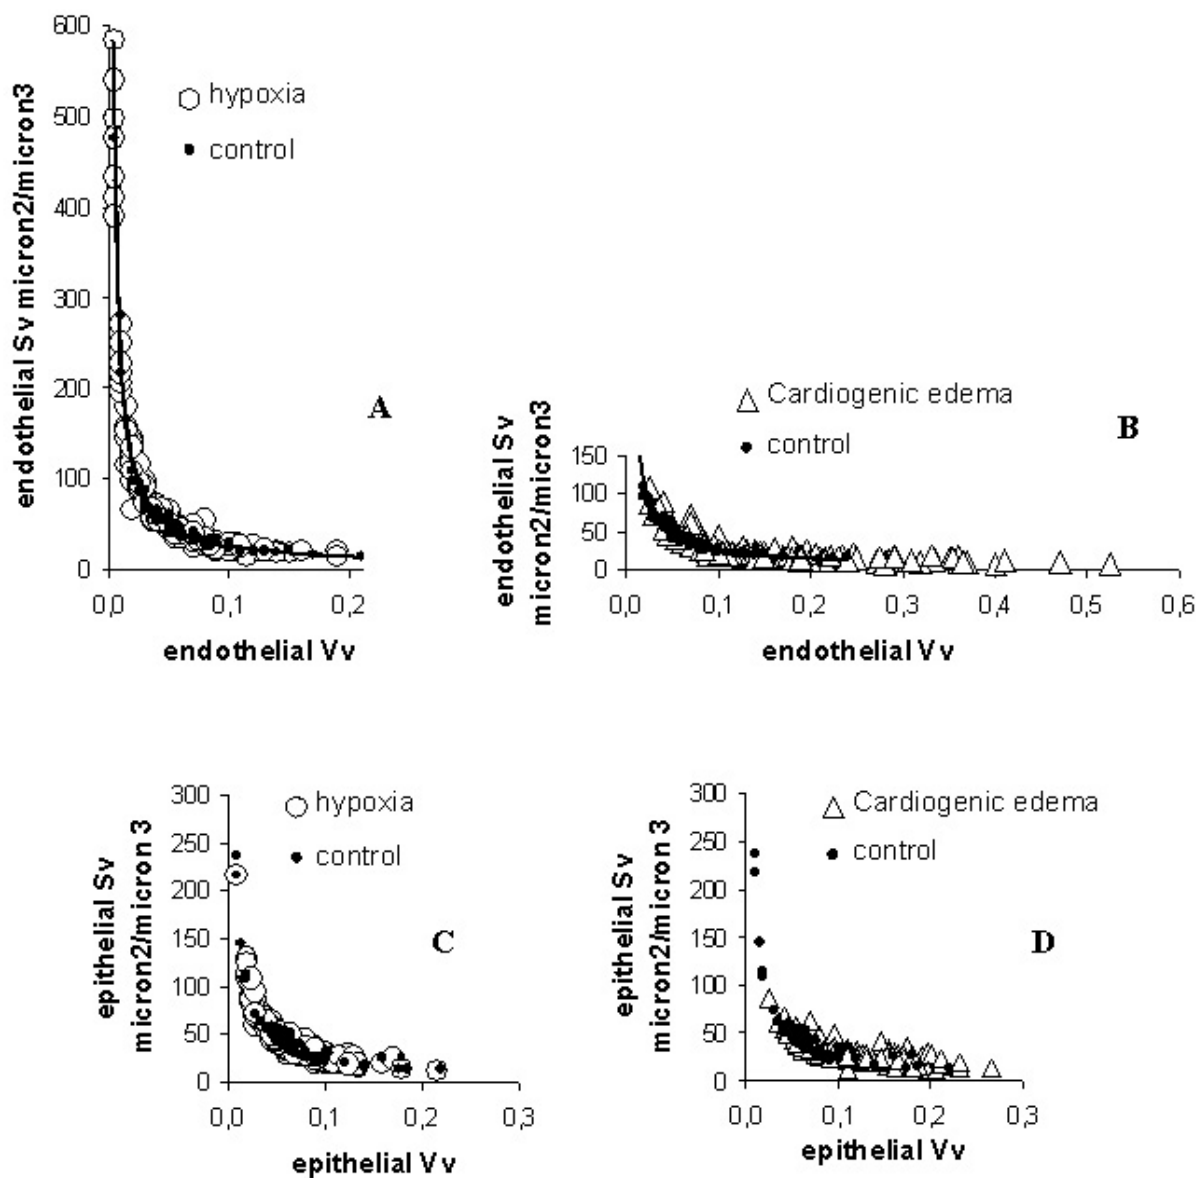 600
500
400
300
200
100
0
endothelial Sv micron2/micron3
hypoxia
control
A
0,0 0,1 0,2
endothelial Vv
Cardiogenic edema
control
B
150
100
50
0
endothelial Sv
micron2/micron3
0,0 0,1 0,2 0,3 0,4 0,5 0,6
endothelial Vv
300
250
200
150
100
50
0
epithelial Sv
micron2/micron 3
hypoxia
control
C
0,0 0,1 0,2 0,3
epithelial Vv
300
250
200
150
100
50
0
epithelial Sv
micron2/micron 3
Cardiogenic edema
control
D
0,0 0,1 0,2 0,3
epithelial Vv